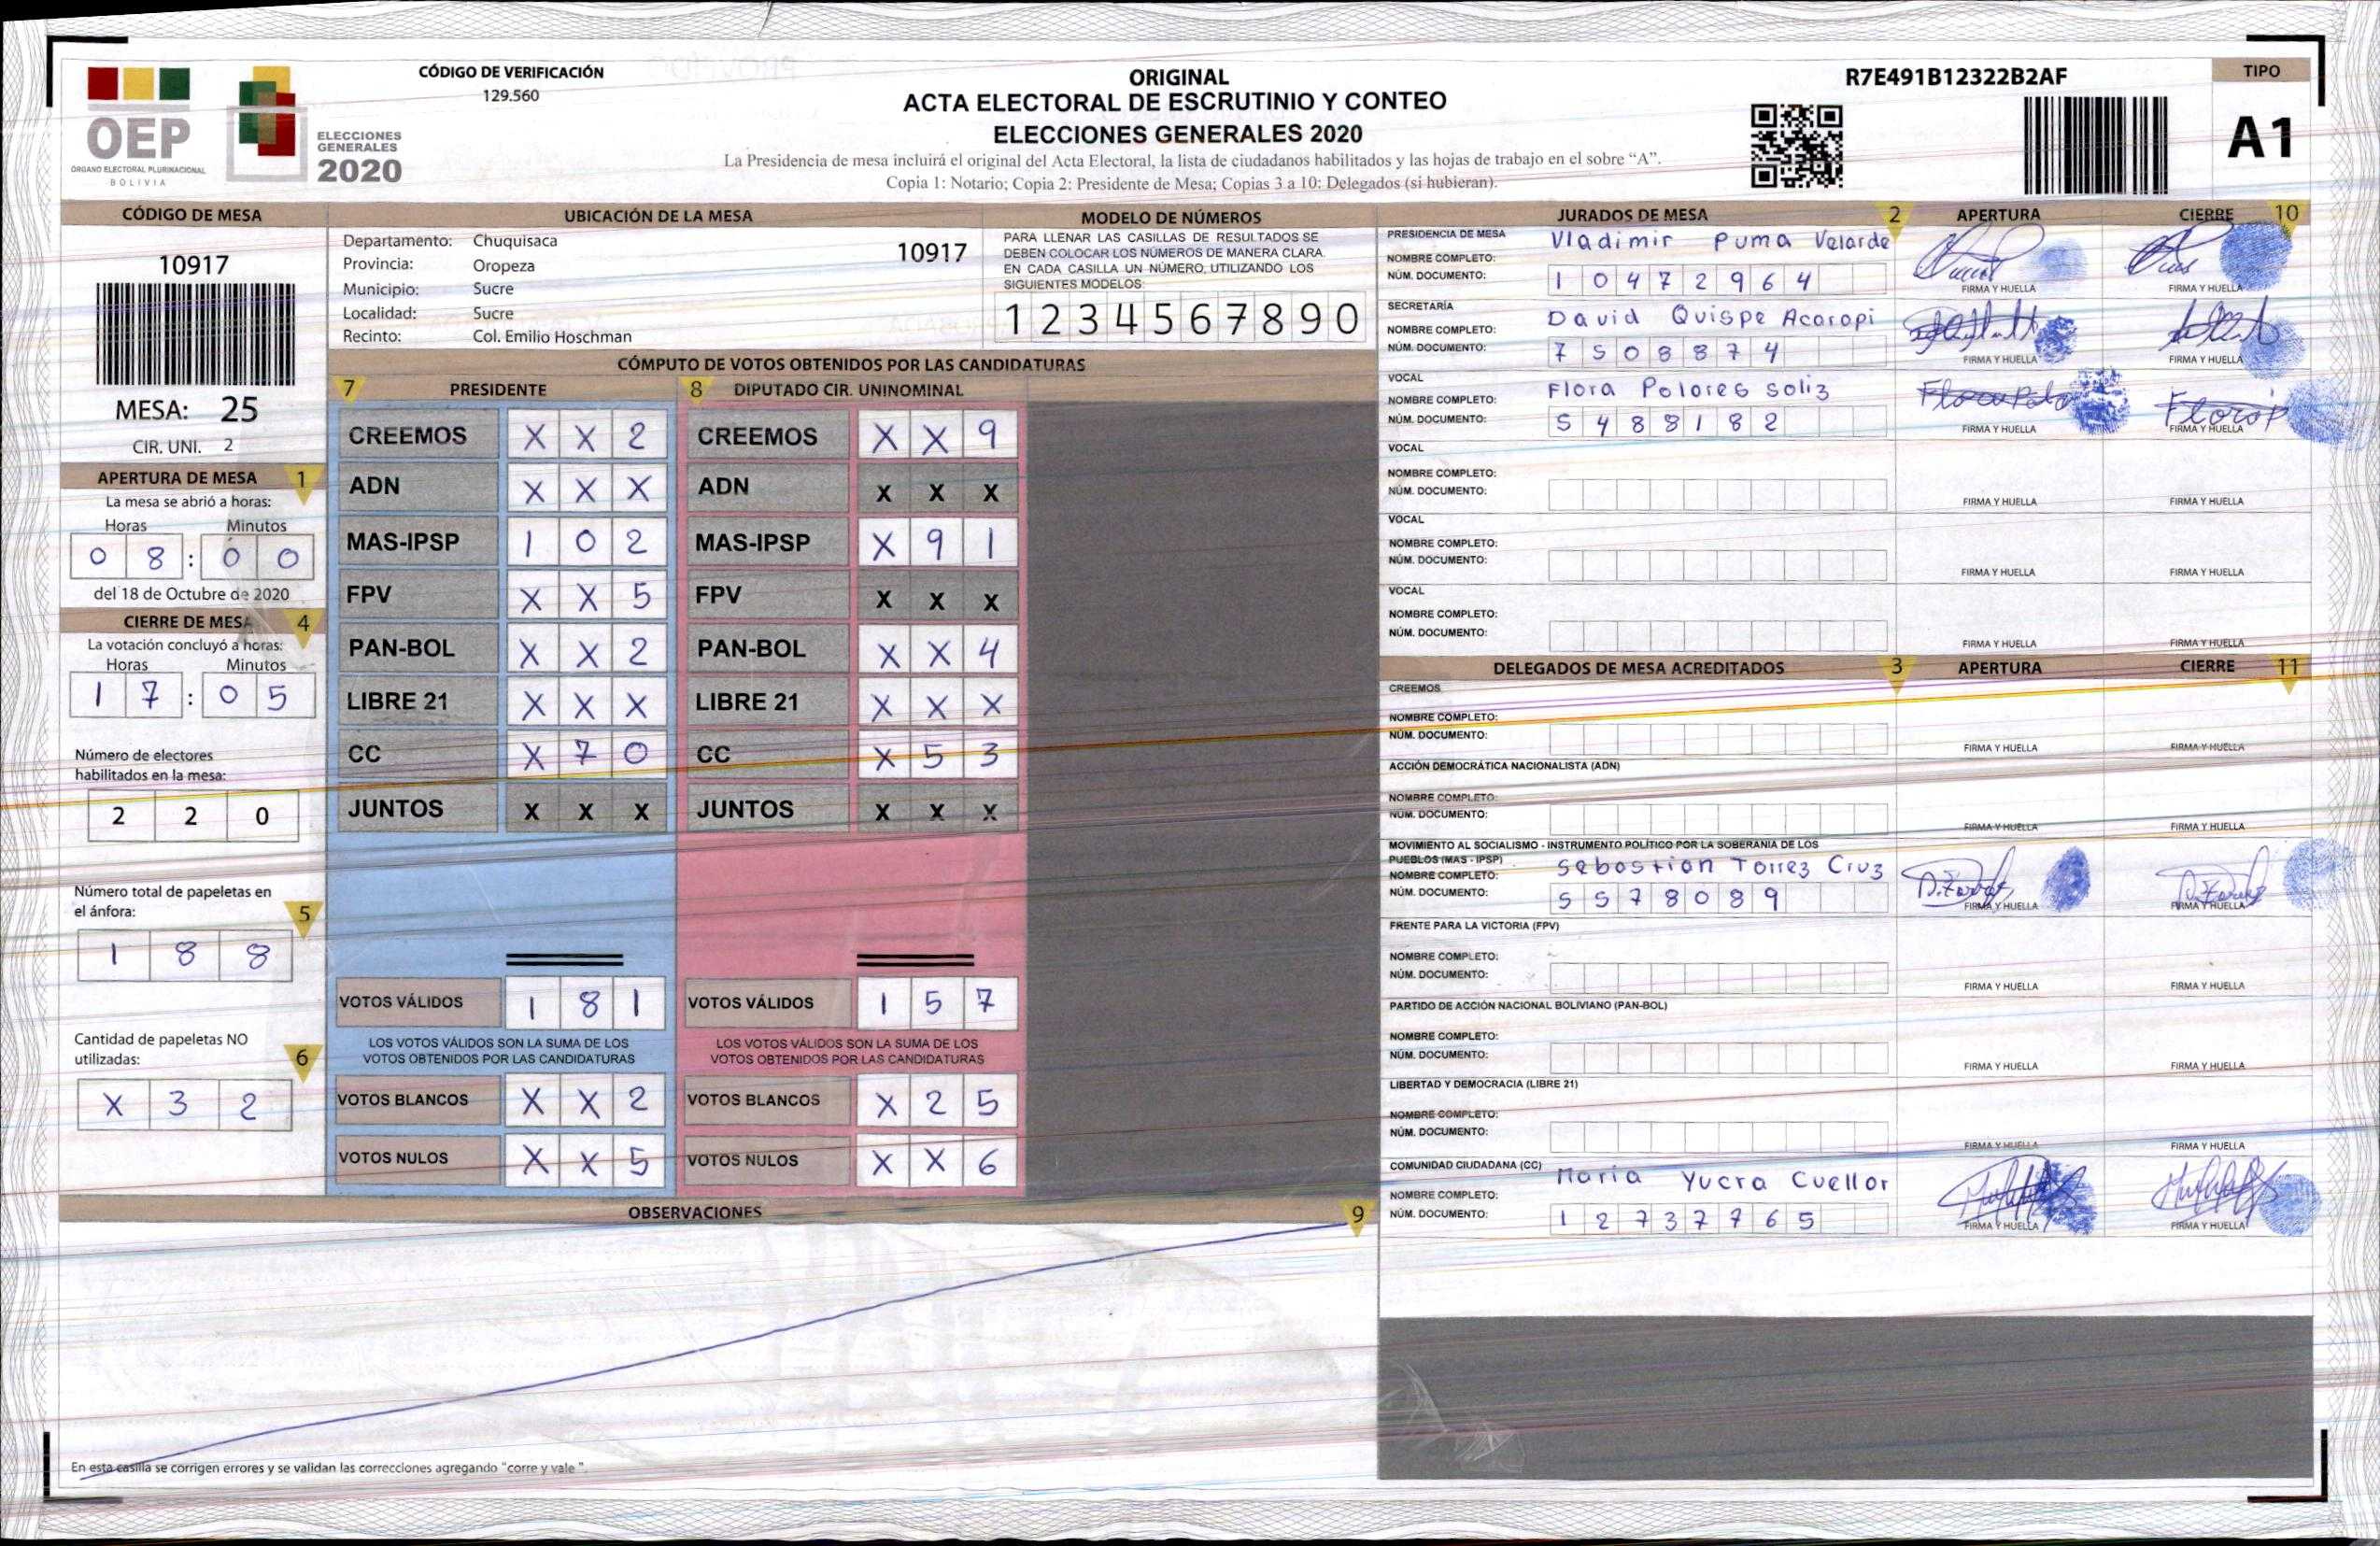 OEP
ÓRGANO ELECTORAL PLURINACIONAL
BOLIVIA
ELECCIONES
GENERALES
2020
CÓDIGO DE VERIFICACIÓN
129.560
ORIGINAL
ACTA ELECTORAL DE ESCRUTINIO Y CONTEO
ELECCIONES GENERALES 2020
La Presidencia de mesa incluirá el original del Acta Electoral, la lista de ciudadanos habilitados y las hojas de trabajo en el sobre “A”.
Copia 1: Notario; Copia 2: Presidente de Mesa; Copias 3 a 10: Delegados (si hubieran).
R7E491B12322B2AF
TIPO
A1
CÓDIGO DE MESA
10917
MESA: 25
CIR. UNI. 2
APERTURA DE MESA 1
La mesa se abrió a horas:
Horas Minutos
0 8 : 0 0
del 18 de Octubre de 2020
CIERRE DE MESA 4
La votación concluyó a horas:
Horas Minutos
1 7 : 0 5
Número de electores
habilitados en la mesa:
2 2 0
Número total de papeletas en
el ánfora: 5
1 8 8
Cantidad de papeletas NO
utilizadas: 6
X 3 2
UBICACIÓN DE LA MESA
Departamento: Chuquisaca 10917
Provincia: Oropeza
Municipio: Sucre
Localidad: Sucre
Recinto: Col. Emilio Hoschman
MODELO DE NÚMEROS
PARA LLENAR LAS CASILLAS DE RESULTADOS SE
DEBEN COLOCAR LOS NÚMEROS DE MANERA CLARA
EN CADA CASILLA UN NÚMERO, UTILIZANDO LOS
SIGUIENTES MODELOS:
1 2 3 4 5 6 7 8 9 0
CÓMPUTO DE VOTOS OBTENIDOS POR LAS CANDIDATURAS
7 PRESIDENTE
CREEMOS X X 2
ADN X X X
MAS-IPSP 1 0 2
FPV X X 5
PAN-BOL X X 2
LIBRE 21 X X X
CC X 7 0
JUNTOS X X X
VOTOS VÁLIDOS 1 8 1
LOS VOTOS VÁLIDOS SON LA SUMA DE LOS
VOTOS OBTENIDOS POR LAS CANDIDATURAS
VOTOS BLANCOS X X 2
VOTOS NULOS X X 5
8 DIPUTADO CIR. UNINOMINAL
CREEMOS X X 9
ADN X X X
MAS-IPSP X 9 1
FPV X X X
PAN-BOL X X 4
LIBRE 21 X X X
CC X 5 3
JUNTOS X X X
VOTOS VÁLIDOS 1 5 7
LOS VOTOS VÁLIDOS SON LA SUMA DE LOS
VOTOS OBTENIDOS POR LAS CANDIDATURAS
VOTOS BLANCOS X 2 5
VOTOS NULOS X X 6
OBSERVACIONES 9
En esta casilla se corrigen errores y se validan las correcciones agregando "corre y vale ".
JURADOS DE MESA 2 APERTURA CIERRE 10
PRESIDENCIA DE MESA
NOMBRE COMPLETO: Vladimir Puma Velarde
NÚM. DOCUMENTO: 1 0 4 7 2 9 6 4
FIRMA Y HUELLA FIRMA Y HUELLA
SECRETARÍA
NOMBRE COMPLETO: David Quispe Acaropi
NÚM. DOCUMENTO: 7 5 0 8 8 7 4
FIRMA Y HUELLA FIRMA Y HUELLA
VOCAL
NOMBRE COMPLETO: Flora Polares Soliz
NÚM. DOCUMENTO: 5 4 8 8 1 8 2
FIRMA Y HUELLA FIRMA Y HUELLA
VOCAL
NOMBRE COMPLETO:
NÚM. DOCUMENTO:
FIRMA Y HUELLA FIRMA Y HUELLA
VOCAL
NOMBRE COMPLETO:
NÚM. DOCUMENTO:
FIRMA Y HUELLA FIRMA Y HUELLA
VOCAL
NOMBRE COMPLETO:
NÚM. DOCUMENTO:
FIRMA Y HUELLA FIRMA Y HUELLA
DELEGADOS DE MESA ACREDITADOS 3 APERTURA CIERRE 11
CREEMOS
NOMBRE COMPLETO:
NÚM. DOCUMENTO:
FIRMA Y HUELLA FIRMA Y HUELLA
ACCIÓN DEMOCRÁTICA NACIONALISTA (ADN)
NOMBRE COMPLETO:
NÚM. DOCUMENTO:
FIRMA Y HUELLA FIRMA Y HUELLA
MOVIMIENTO AL SOCIALISMO - INSTRUMENTO POLÍTICO POR LA SOBERANIA DE LOS
PUEBLOS (MAS - IPSP)
NOMBRE COMPLETO: Sebastian Torrez Cruz
NÚM. DOCUMENTO: 5 5 7 8 0 8 9
FIRMA Y HUELLA FIRMA Y HUELLA
FRENTE PARA LA VICTORIA (FPV)
NOMBRE COMPLETO:
NÚM. DOCUMENTO:
FIRMA Y HUELLA FIRMA Y HUELLA
PARTIDO DE ACCIÓN NACIONAL BOLIVIANO (PAN-BOL)
NOMBRE COMPLETO:
NÚM. DOCUMENTO:
FIRMA Y HUELLA FIRMA Y HUELLA
LIBERTAD Y DEMOCRACIA (LIBRE 21)
NOMBRE COMPLETO:
NÚM. DOCUMENTO:
FIRMA Y HUELLA FIRMA Y HUELLA
COMUNIDAD CIUDADANA (CC)
NOMBRE COMPLETO: Maria Yucra Cuellar
NÚM. DOCUMENTO: 1 2 7 3 7 7 6 5
FIRMA Y HUELLA FIRMA Y HUELLA